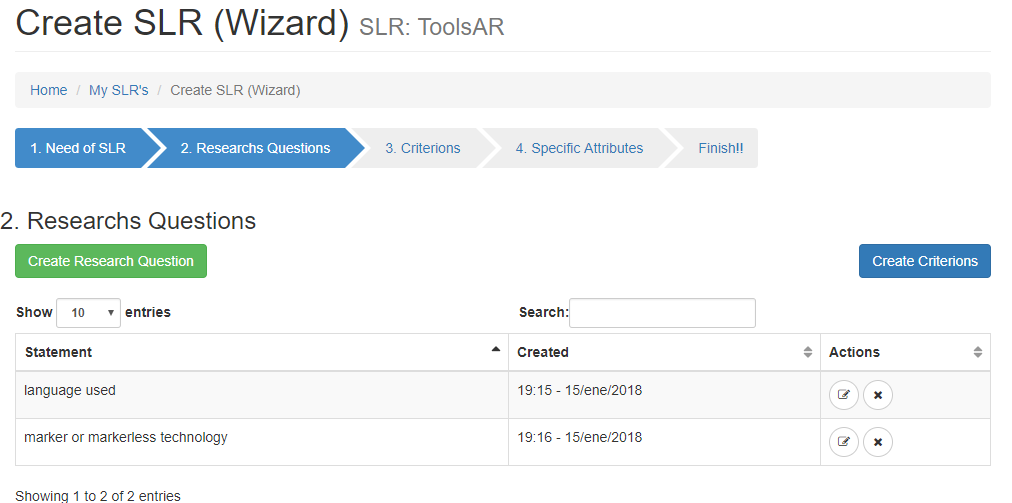 Create SLR (Wizard) SLR: ToolsAR
Home / My SLR's / Create SLR (Wizard)
1. Need of SLR 2. Researchs Questions 3. Criterions 4. Specific Attributes Finish!!
2. Researchs Questions
Create Research Question Create Criterions
Show 10 entries Search:
Statement Created Actions
language used 19:15 - 15/ene/2018
marker or markerless technology 19:16 - 15/ene/2018
Showing 1 to 2 of 2 entries